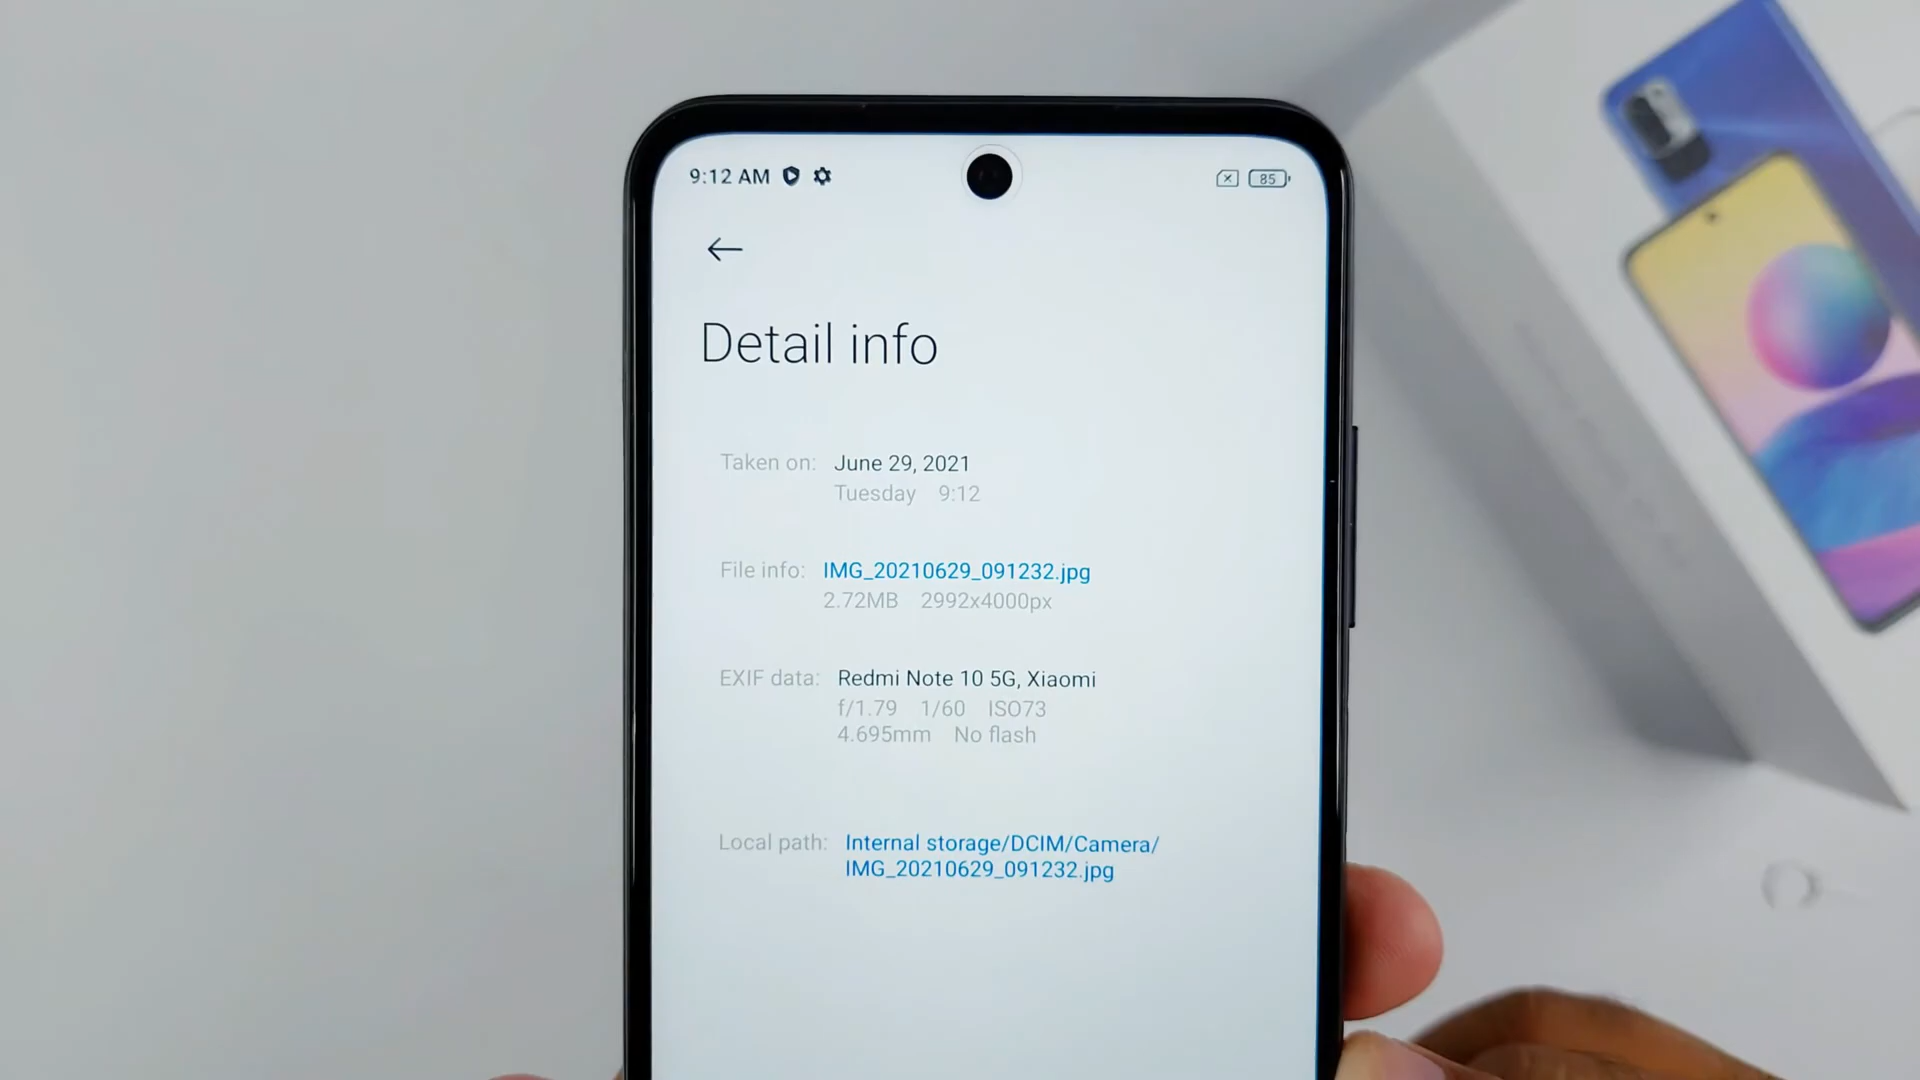 9:12 AM
85
Detail info
Taken on: June 29, 2021
Tuesday 9:12
File info: IMG_20210629_091232.jpg
2.72MB 2992x4000px
EXIF data: Redmi Note 10 5G, Xiaomi
f/1.79 1/60 ISO73
4.695mm No flash
Local path: Internal storage/DCIM/Camera/
IMG_20210629_091232.jpg